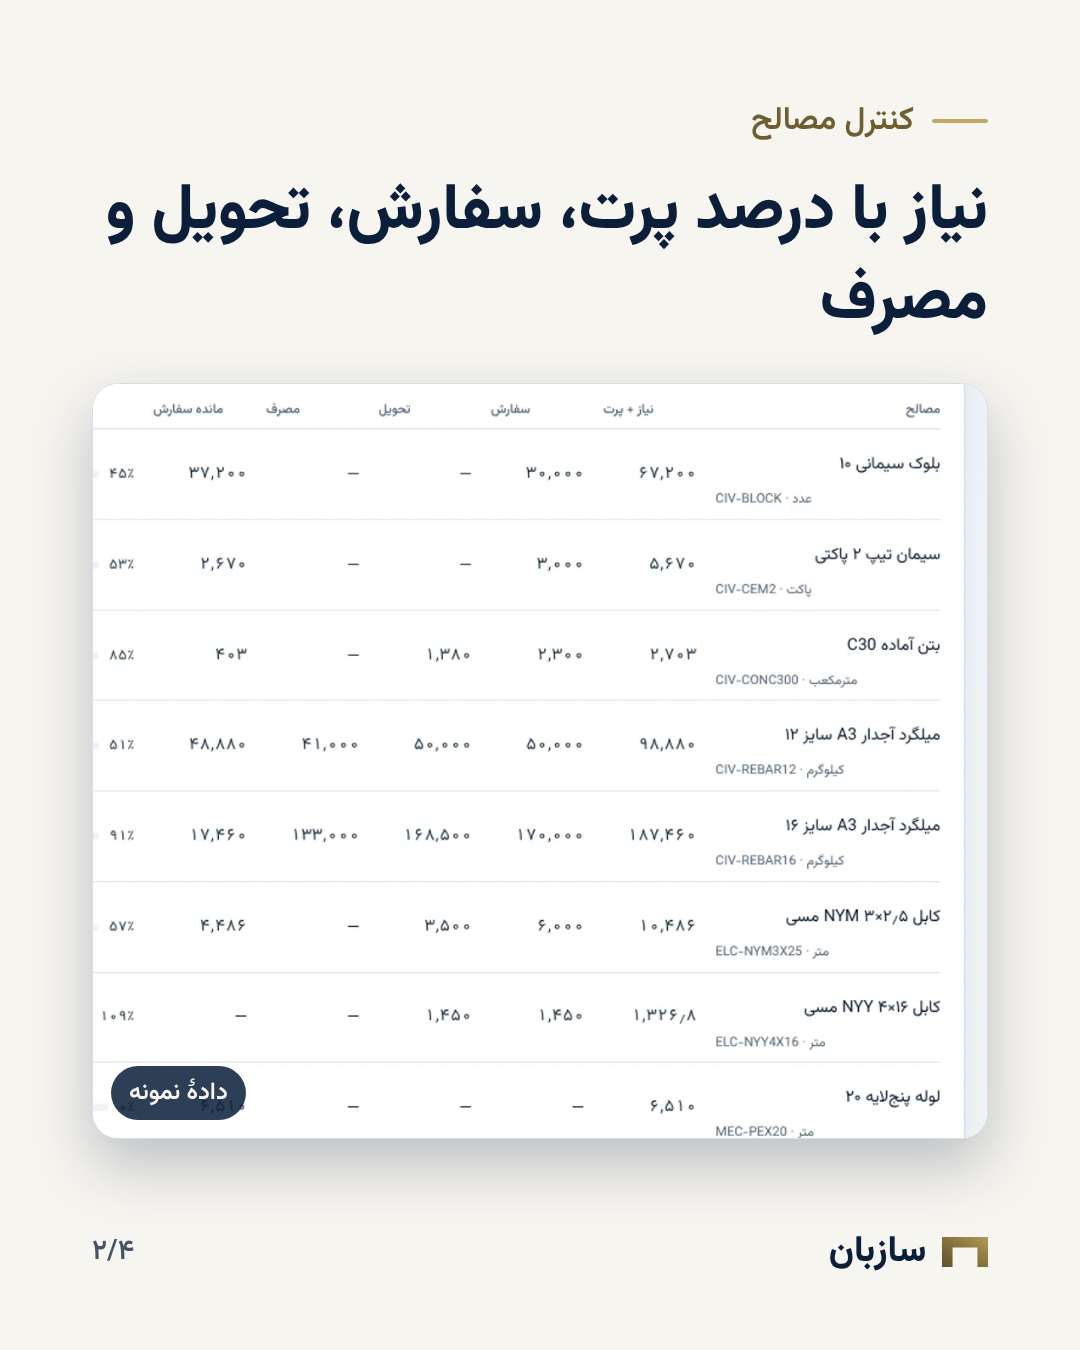 کنترل مصالح
نیاز با درصد پرت، سفارش، تحویل و
مصرف
مصالح نیاز + پرت سفارش تحویل مصرف مانده سفارش
بلوک سیمانی ۱۰ ۶۷,۲۰۰ ۳۰,۰۰۰ — — ۳۷,۲۰۰ ۴۵٪
عدد · CIV-BLOCK
سیمان تیپ ۲ پاکتی ۵,۶۷۰ ۳,۰۰۰ — — ۲,۶۷۰ ۵۳٪
پاکت · CIV-CEM2
بتن آماده C30 ۲,۷۰۳ ۲,۳۰۰ ۱,۳۸۰ — ۴۰۳ ۸۵٪
مترمکعب · CIV-CONC300
میلگرد آجدار A3 سایز ۱۲ ۹۸,۸۸۰ ۵۰,۰۰۰ ۵۰,۰۰۰ ۴۱,۰۰۰ ۴۸,۸۸۰ ۵۱٪
کیلوگرم · CIV-REBAR12
میلگرد آجدار A3 سایز ۱۶ ۱۸۷,۴۶۰ ۱۷۰,۰۰۰ ۱۶۸,۵۰۰ ۱۳۳,۰۰۰ ۱۷,۴۶۰ ۹۱٪
کیلوگرم · CIV-REBAR16
کابل NYM ۳×۲٫۵ مسی ۱۰,۴۸۶ ۶,۰۰۰ ۳,۵۰۰ — ۴,۴۸۶ ۵۷٪
متر · ELC-NYM3X25
کابل NYY ۴×۱۶ مسی ۱,۳۲۶٫۸ ۱,۴۵۰ ۱,۴۵۰ — — ۱۰۹٪
متر · ELC-NYY4X16
لوله پنج‌لایه ۲۰ ۶,۵۱۰ — — — ۶,۵۱۰ ۰٪
متر · MEC-PEX20
دادهٔ نمونه
سازبان
۲/۴